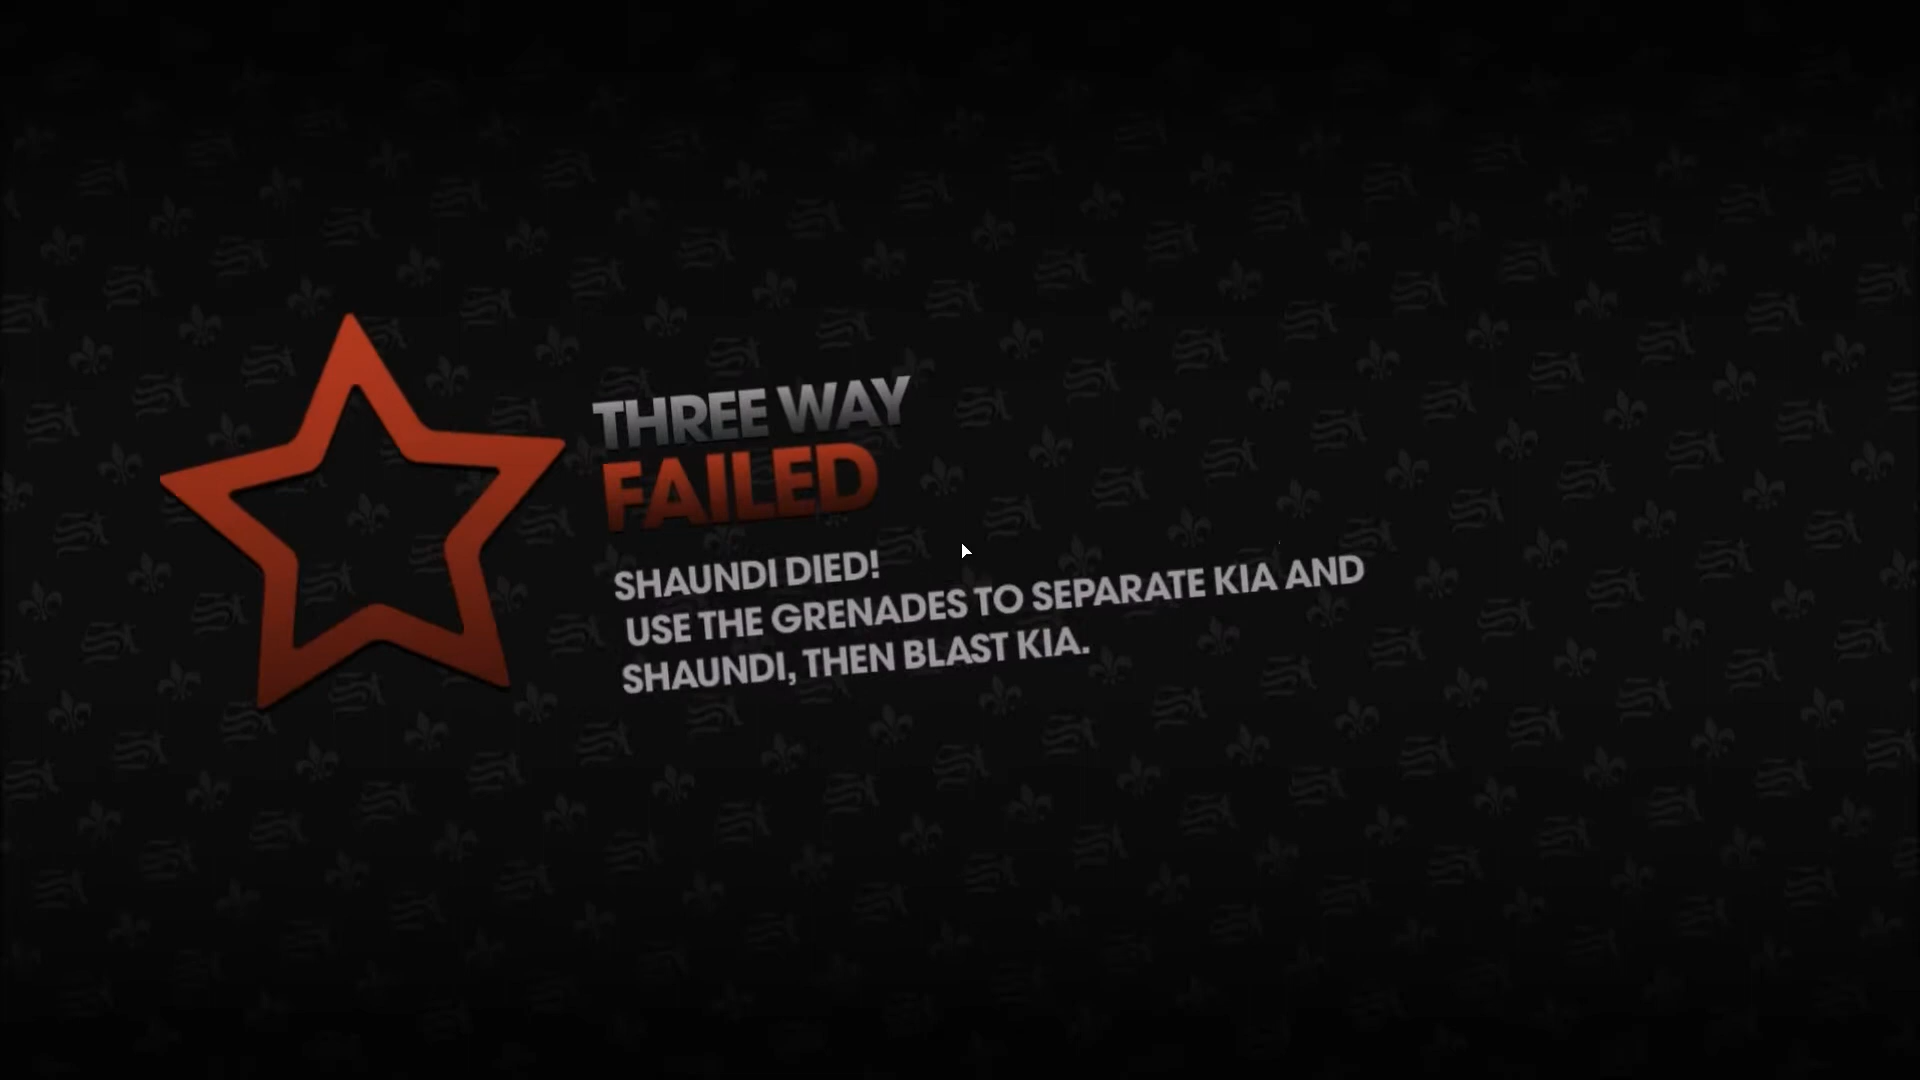 THREE WAY
FAILED
SHAUNDI DIED!
USE THE GRENADES TO SEPARATE KIA AND
SHAUNDI, THEN BLAST KIA.